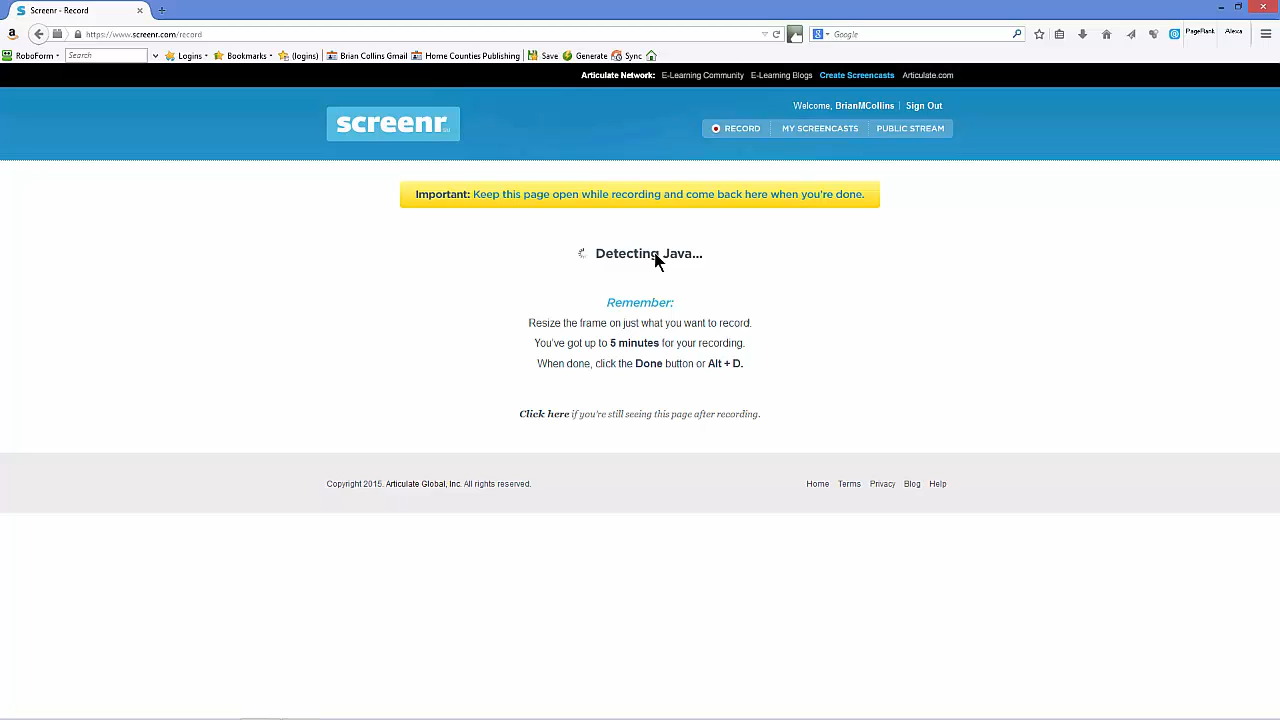 Screenr - Record
https://www.screenr.com/record
Google
PageRank
Alexa
RoboForm
Search
Logins
Bookmarks
(logins)
Brian Collins Gmail
Home Counties Publishing
Save
Generate
Sync
Articulate Network: E-Learning Community E-Learning Blogs Create Screencasts Articulate.com
Welcome, BrianMCollins | Sign Out
screenr
RECORD
MY SCREENCASTS
PUBLIC STREAM
Important: Keep this page open while recording and come back here when you're done.
Detecting Java...
Remember:
Resize the frame on just what you want to record.
You've got up to 5 minutes for your recording.
When done, click the Done button or Alt + D.
Click here if you're still seeing this page after recording.
Copyright 2015. Articulate Global, Inc. All rights reserved.
Home Terms Privacy Blog Help